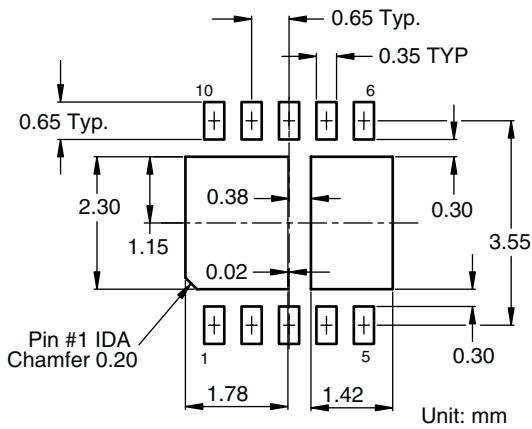 0.65 Typ.
0.35 TYP
10
6
0.65 Typ.
0.38
2.30
0.30
1.15
3.55
0.02
Pin #1 IDA
Chamfer 0.20
1
5
0.30
1.78
1.42
Unit: mm